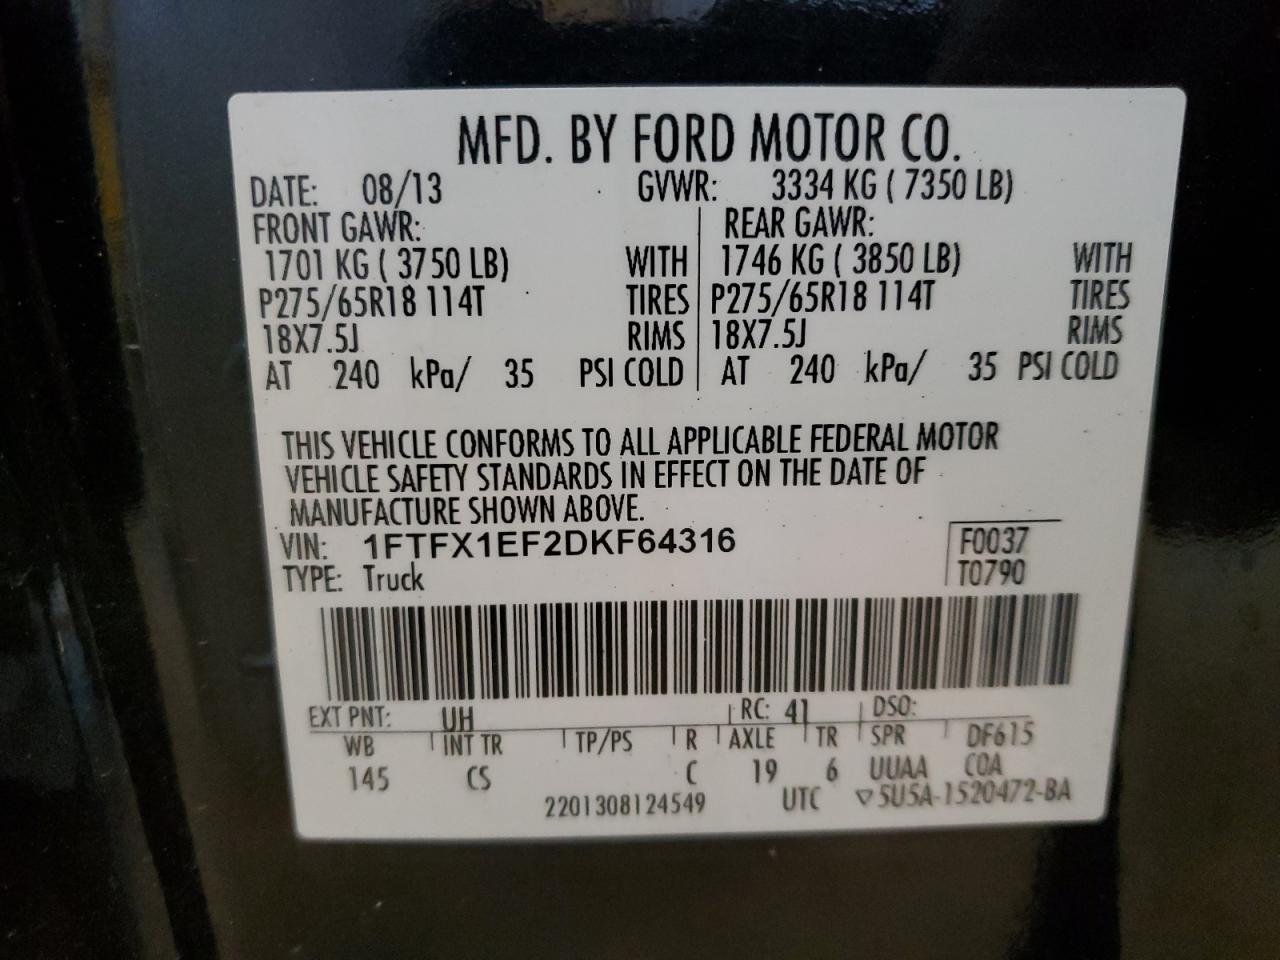 MFD. BY FORD MOTOR CO.
DATE: 08/13 GVWR: 3334 KG ( 7350 LB)
FRONT GAWR: REAR GAWR:
1701 KG ( 3750 LB) WITH 1746 KG ( 3850 LB) WITH
P275/65R18 114T TIRES P275/65R18 114T TIRES
18X7.5J RIMS 18X7.5J RIMS
AT 240 kPa/ 35 PSI COLD AT 240 kPa/ 35 PSI COLD
THIS VEHICLE CONFORMS TO ALL APPLICABLE FEDERAL MOTOR
VEHICLE SAFETY STANDARDS IN EFFECT ON THE DATE OF
MANUFACTURE SHOWN ABOVE.
VIN: 1FTFX1EF2DKF64316 F0037
TYPE: Truck T0790
EXT PNT: UH RC: 41 DSO:
WB INT TR TP/PS R AXLE TR SPR DF615
145 CS C 19 6 UUAA COA
2201308124549 UTC ▽5U5A-1520472-BA